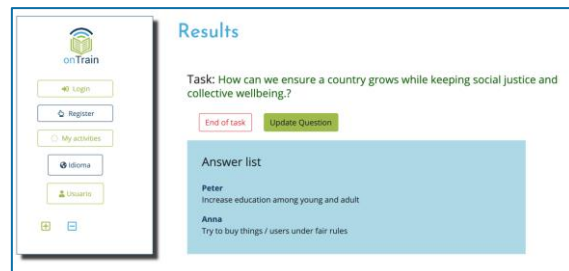 onTrain
Login
Register
My activities
Idioma
Usuario
Results
Task: How can we ensure a country grows while keeping social justice and
collective wellbeing.?
End of task
Update Question
Answer list
Peter
Increase education among young and adult
Anna
Try to buy things / users under fair rules